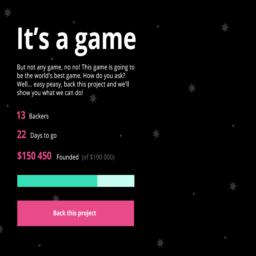 It's a game
But not any game, no no! This game is going to
be the world's best game. How do you ask?
Well... easy peasy, back this project and we'll
show you what we can do!
13 Backers
22 Days to go
$150 450 Founded (of $190 000)
Back this project